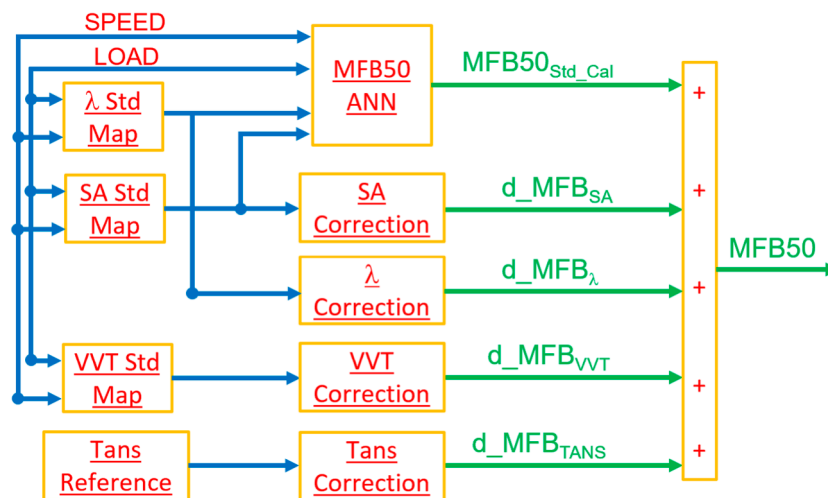 SPEED
LOAD
λ Std
Map
MFB50
ANN
MFB50Std_Cal
+
SA Std
Map
SA
Correction
d_MFBSA
+
MFB50
λ
Correction
d_MFBλ
+
VVT Std
Map
VVT
Correction
d_MFBVVT
+
Tans
Reference
Tans
Correction
d_MFBTANS
+